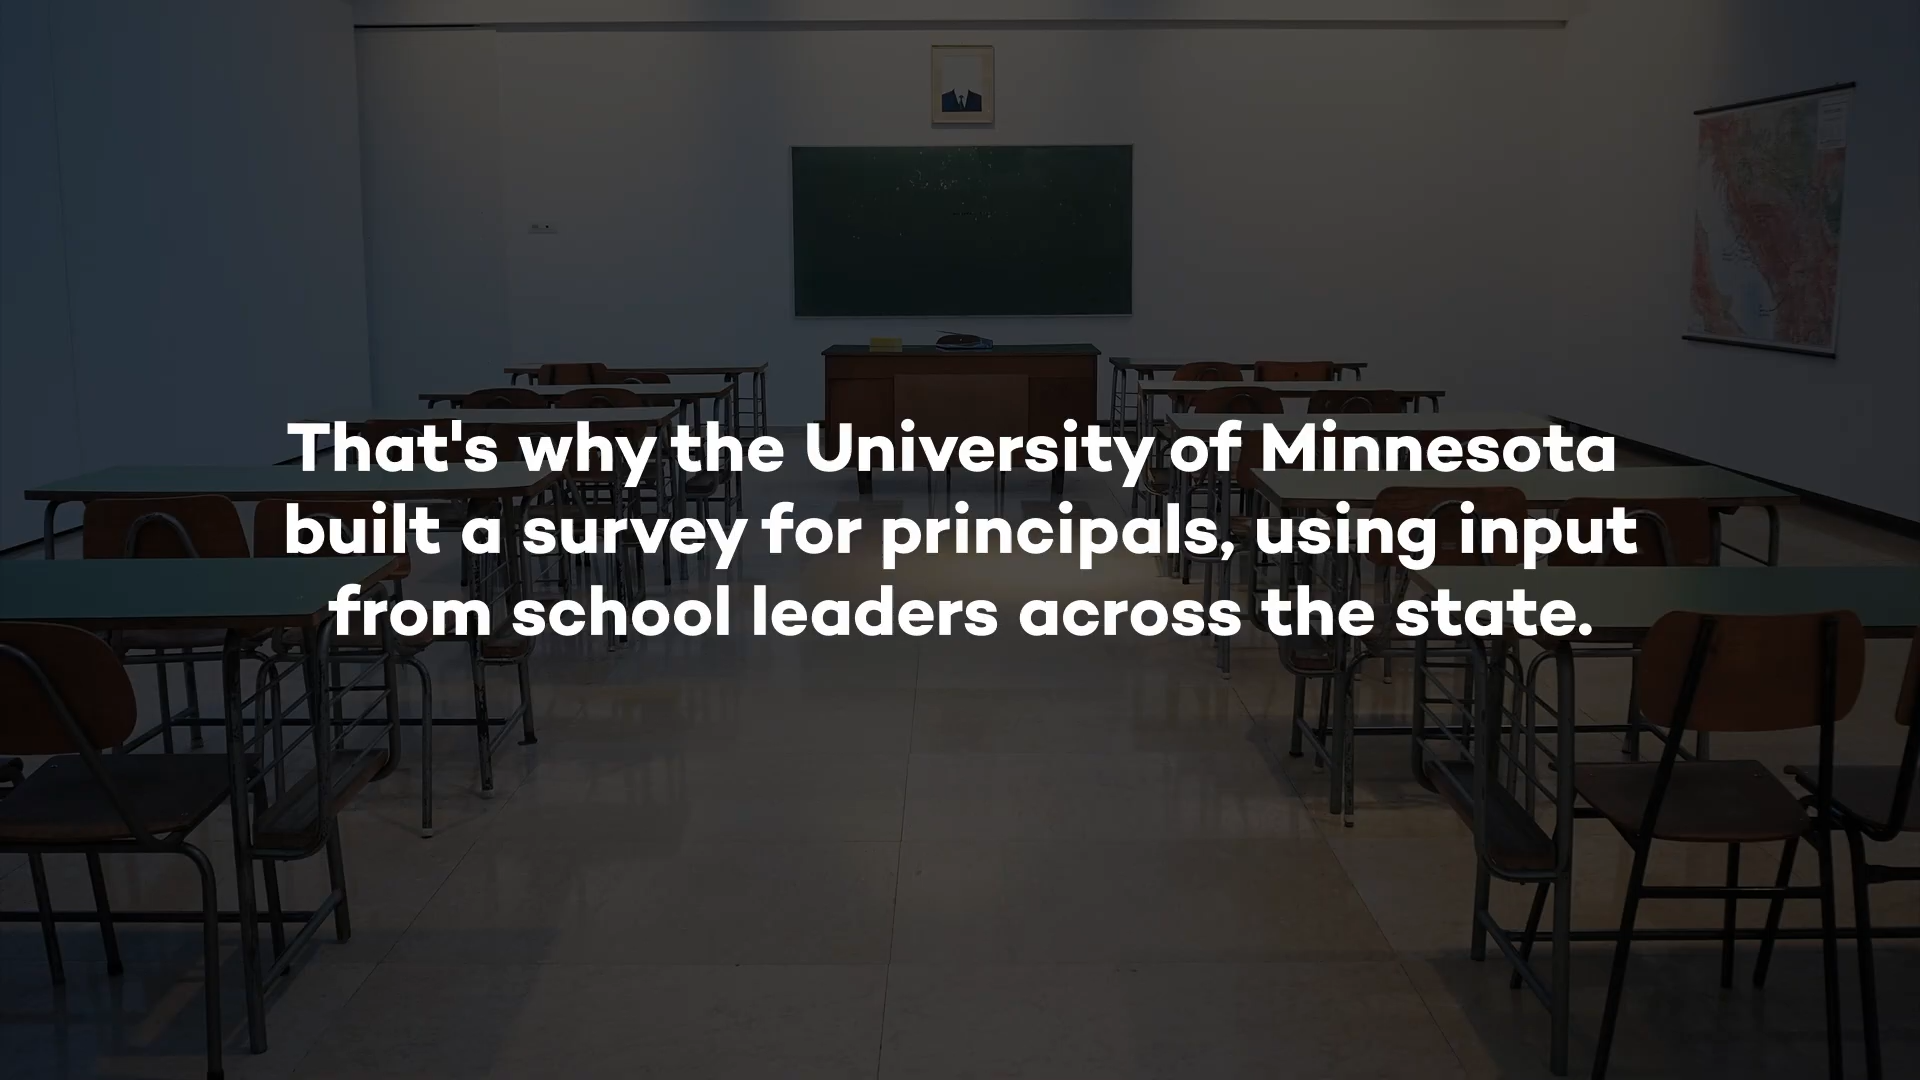 That's why the University of Minnesota
built a survey for principals, using input
from school leaders across the state.